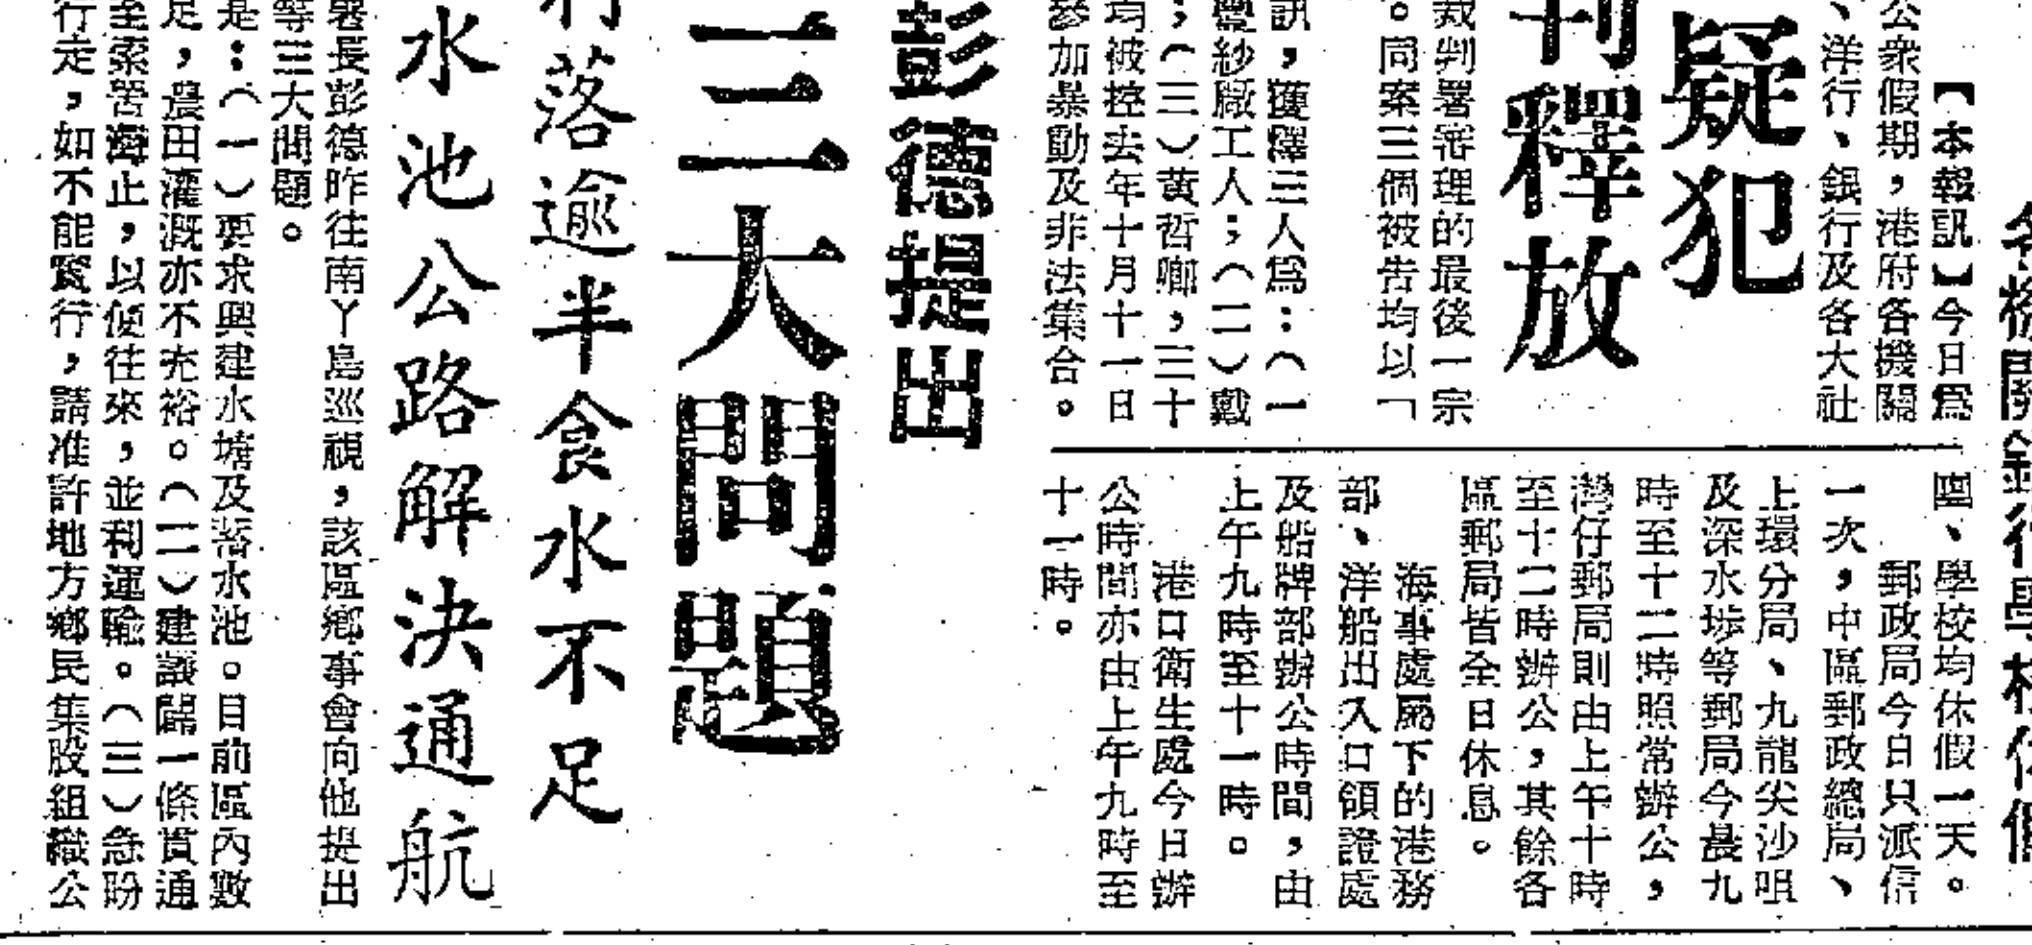 【本報訊】今日爲
公衆假期，港府各機關
、洋行、銀行及各大社
團、學校均休假一天。
郵政局今日只派信
一次，中區郵政總局、
上環分局、九龍尖沙咀
及深水埗等郵局今晨九
時至十二時照常辦公，
灣仔郵局則由上午十時
至十二時辦公，其餘各
區郵局皆全日休息。
海事處屬下的港務
部、洋船出入口領證處
及船牌部辦公時間，由
上午九時至十一時。
港口衛生處今日辦
公時間亦由上午九時至
十一時。
疑犯
釋放
裁判署審理的最後一宗
。同案三個被告均以「
訊，獲釋三人爲：（一
鹽紗廠工人；（二）戴
；（三）黃哲卿，三十
均被控去年十月十一日
參加暴動及非法集合。
彭德提出
三大問題
村落逾半食水不足
水池公路解決通航
署長彭德昨往南丫島巡視，該區鄉事會向他提出
等三大問題。
是：（一）要求興建水塘及蓄水池。目前區內數
足，農田灌溉亦不充裕。（二）建議闢一條貫通
至索罟灣止，以便往來，並利運輸。（三）急盼
行走，如不能實行，請准許地方鄉民集股組織公